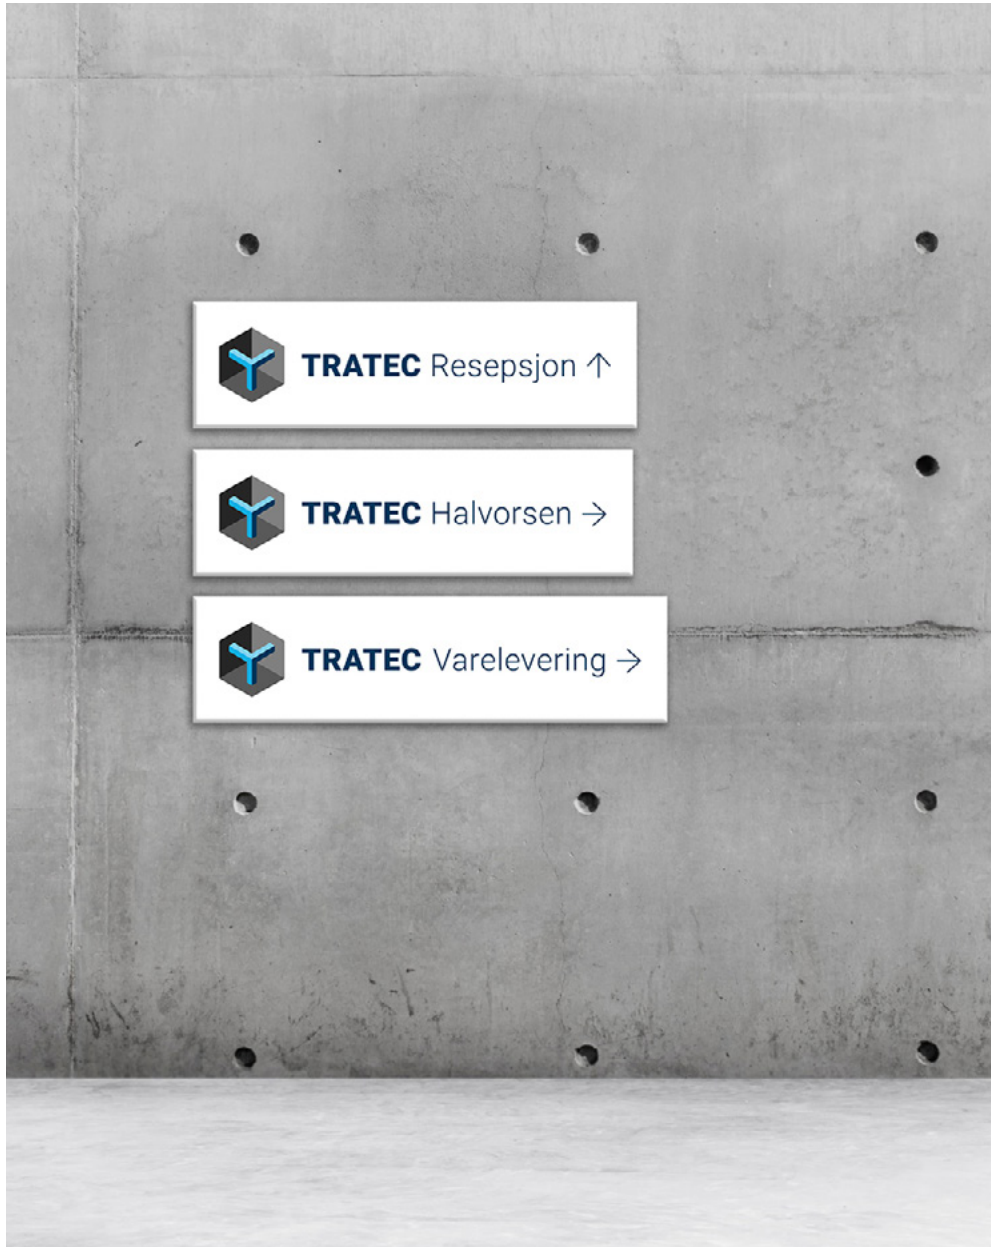 TRATEC Resepsjon ↑
TRATEC Halvorsen →
TRATEC Varelevering →